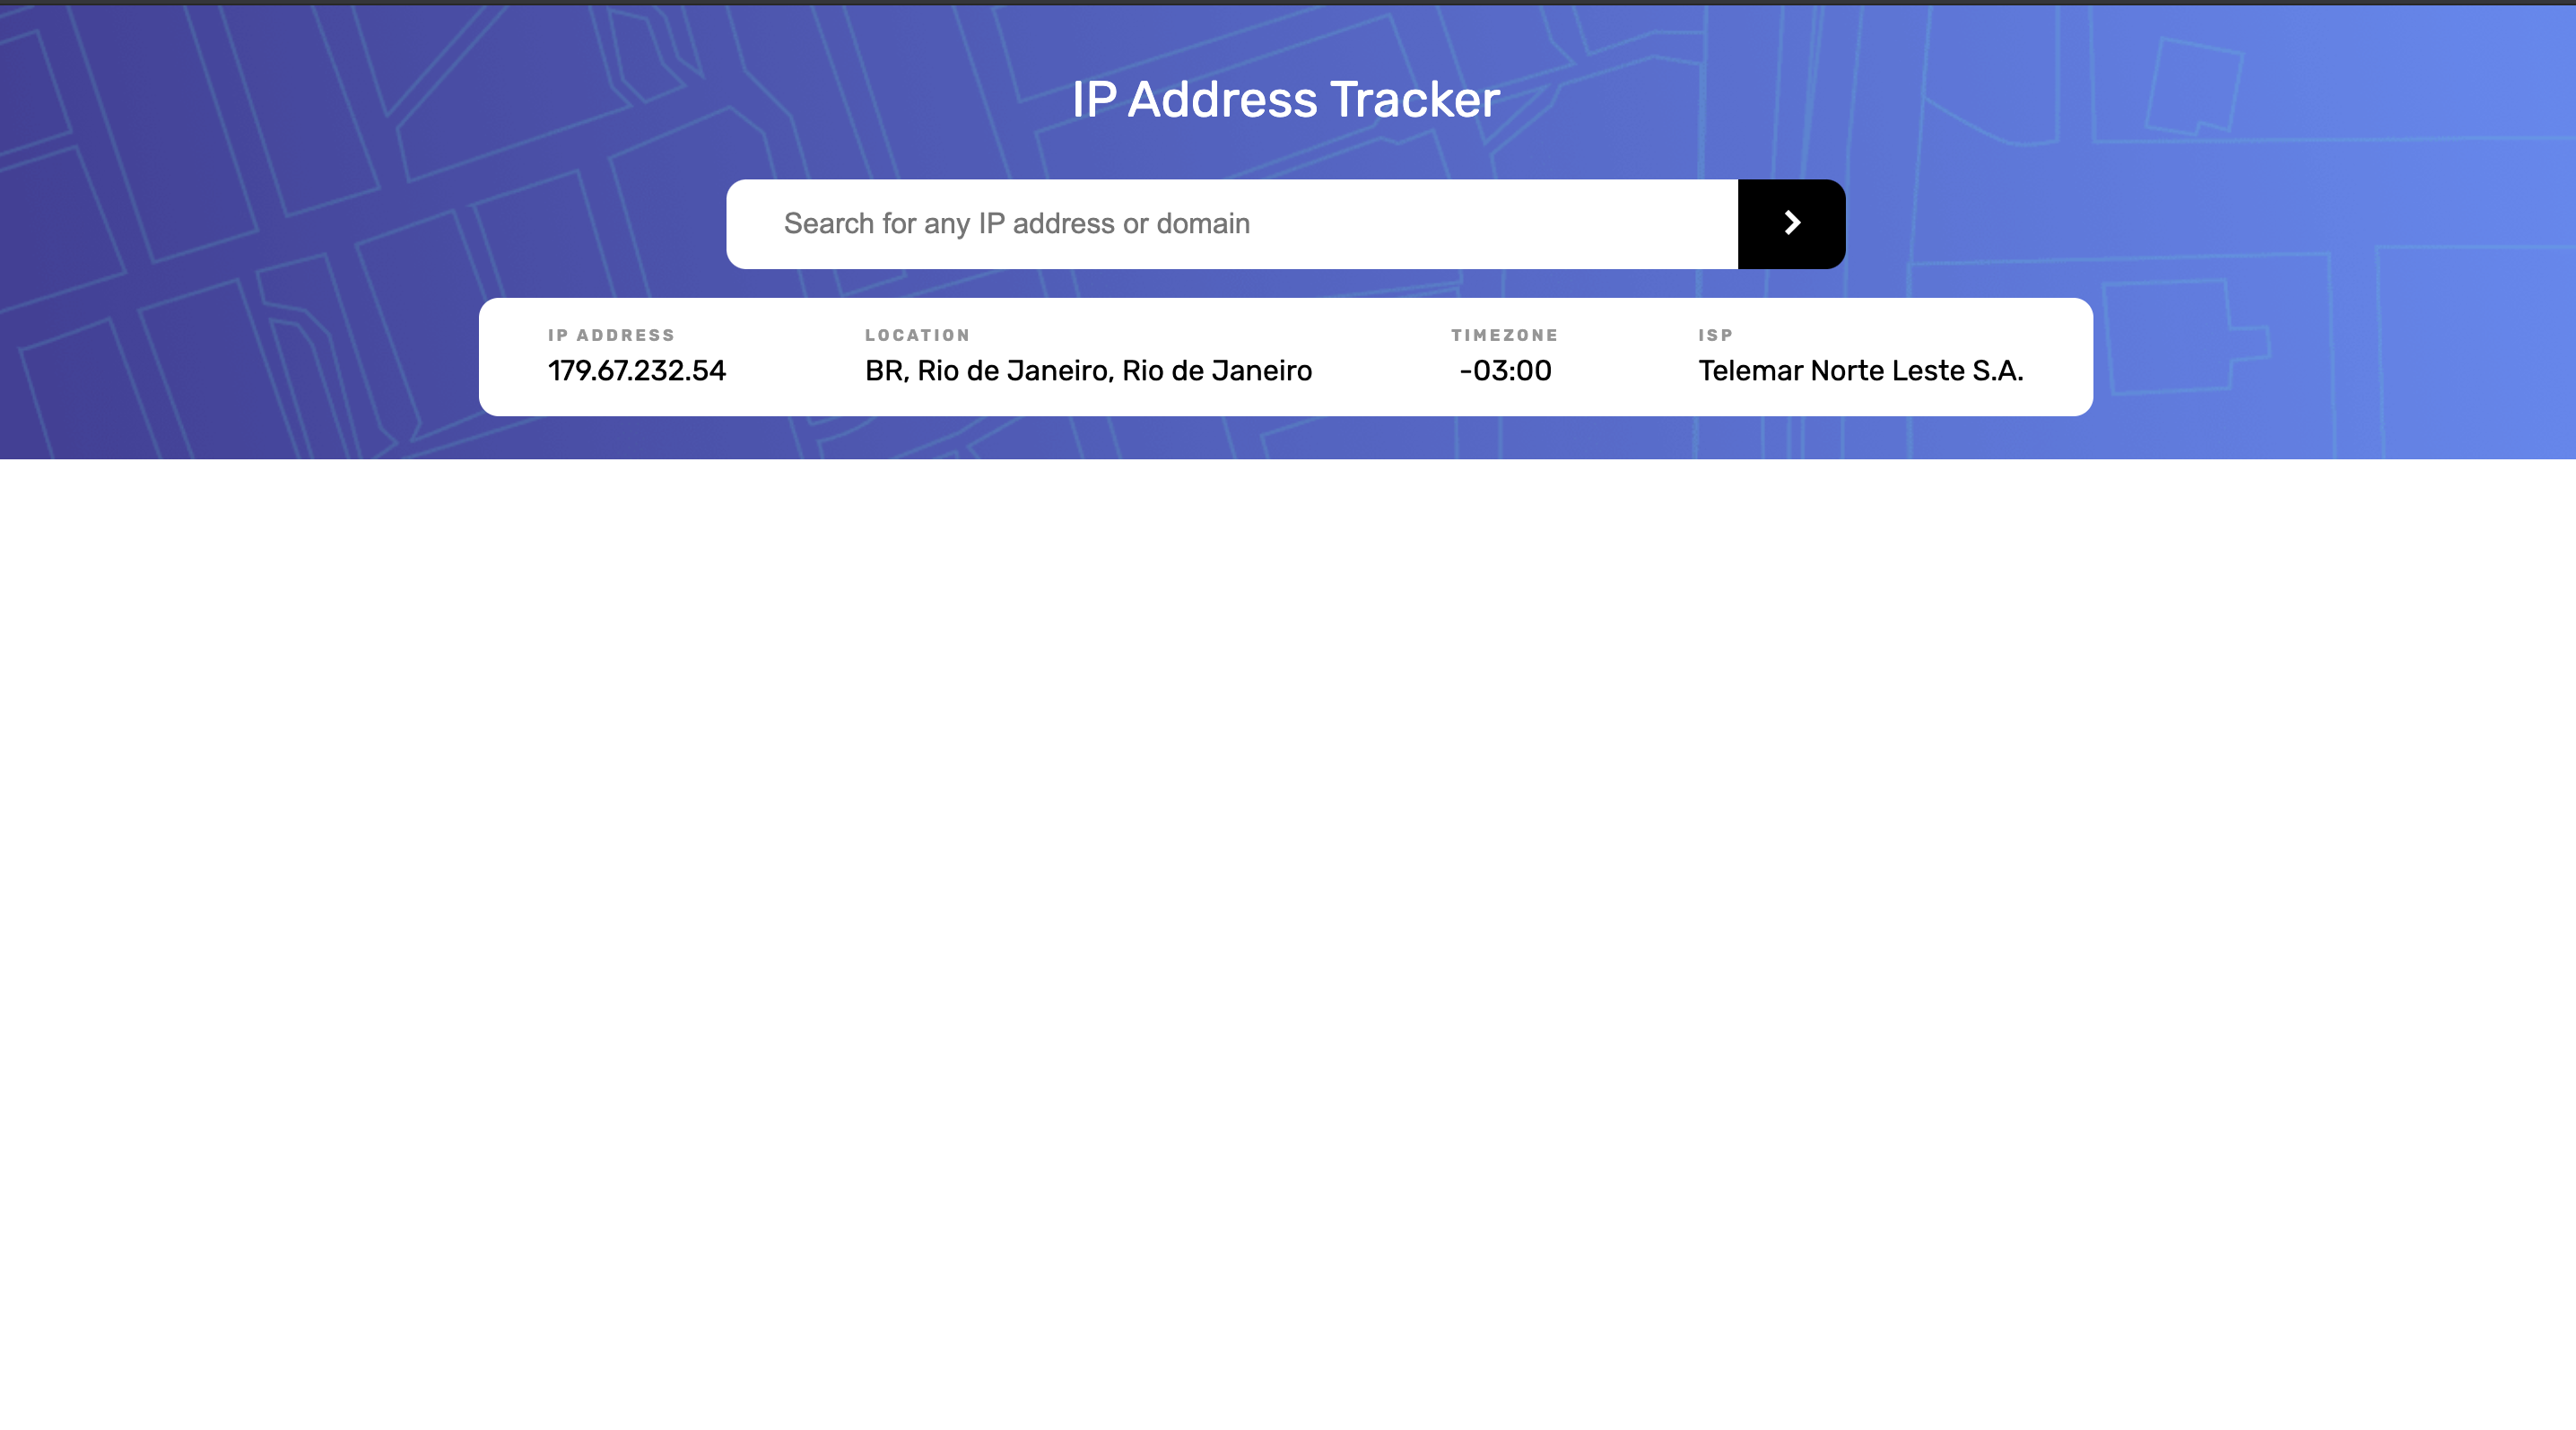 IP Address Tracker
Search for any IP address or domain
IP ADDRESS
179.67.232.54
LOCATION
BR, Rio de Janeiro, Rio de Janeiro
TIMEZONE
-03:00
ISP
Telemar Norte Leste S.A.